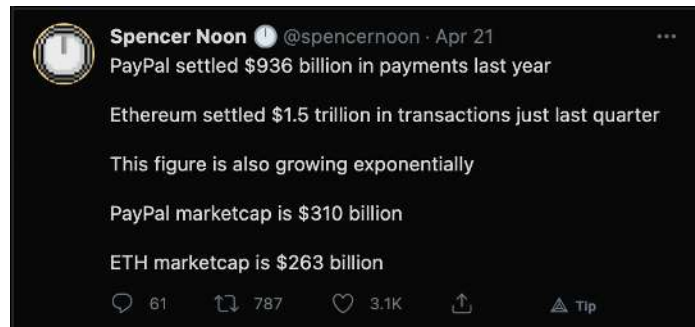 Spencer Noon 🕛 @spencernoon · Apr 21 ...
PayPal settled $936 billion in payments last year
Ethereum settled $1.5 trillion in transactions just last quarter
This figure is also growing exponentially
PayPal marketcap is $310 billion
ETH marketcap is $263 billion
61 787 3.1K Tip